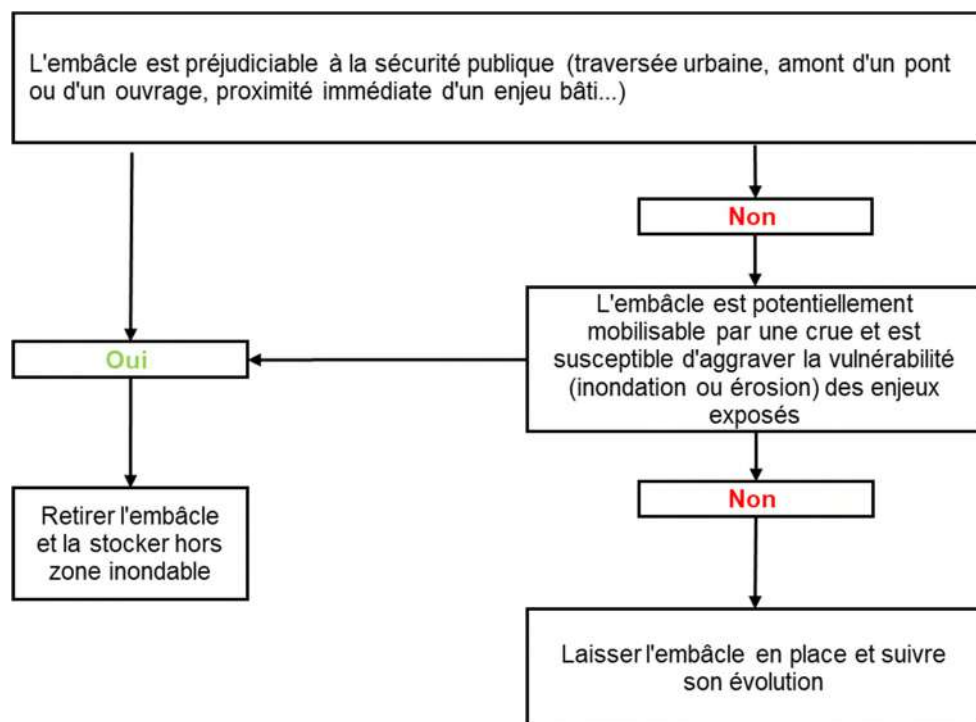 L'embâcle est préjudiciable à la sécurité publique (traversée urbaine, amont d'un pont
ou d'un ouvrage, proximité immédiate d'un enjeu bâti...)
Non
L'embâcle est potentiellement
mobilisable par une crue et est
susceptible d'aggraver la vulnérabilité
(inondation ou érosion) des enjeux
exposés
Oui
Non
Retirer l'embâcle
et la stocker hors
zone inondable
Laisser l'embâcle en place et suivre
son évolution